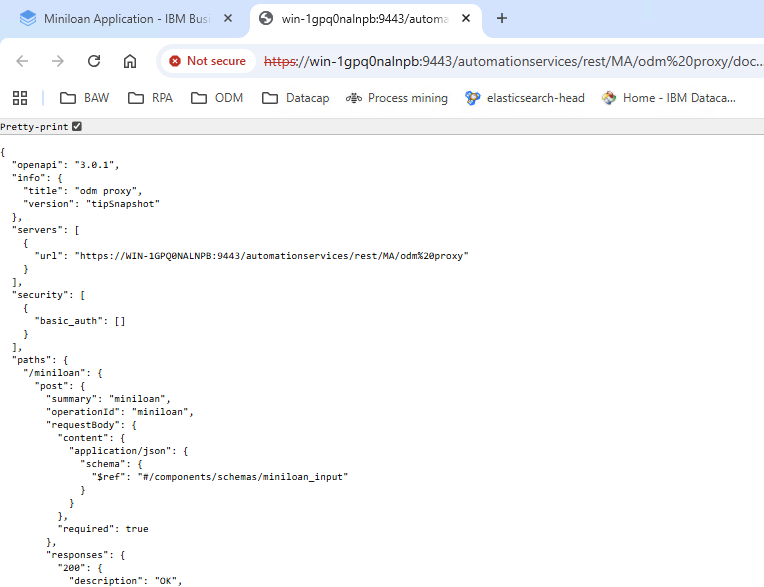 Miniloan Application - IBM Busi
win-1gpq0nalnpb:9443/automa
Not secure
https://win-1gpq0nalnpb:9443/automationservices/rest/MA/odm%20proxy/doc...
BAW
RPA
ODM
Datacap
Process mining
elasticsearch-head
Home - IBM Dataca...
Pretty-print
{
  "openapi": "3.0.1",
  "info": {
    "title": "odm proxy",
    "version": "tipSnapshot"
  },
  "servers": [
    {
      "url": "https://WIN-1GPQ0NALNPB:9443/automationservices/rest/MA/odm%20proxy"
    }
  ],
  "security": [
    {
      "basic_auth": []
    }
  ],
  "paths": {
    "/miniloan": {
      "post": {
        "summary": "miniloan",
        "operationId": "miniloan",
        "requestBody": {
          "content": {
            "application/json": {
              "schema": {
                "$ref": "#/components/schemas/miniloan_input"
              }
            }
          },
          "required": true
        },
        "responses": {
          "200": {
            "description": "OK",